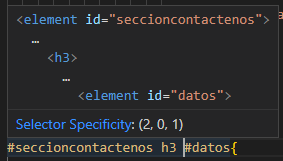 <element id="seccioncontactenos">
…
<h3>
…
<element id="datos">
Selector Specificity: (2, 0, 1)
#seccioncontactenos h3 #datos{